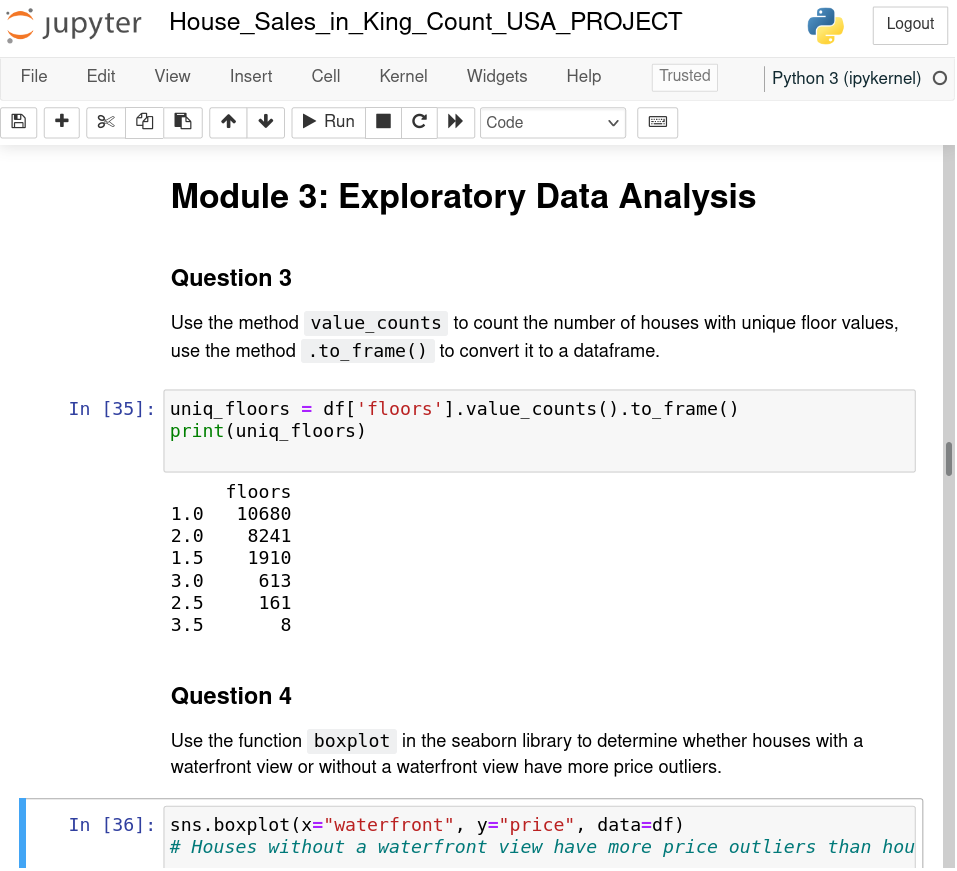 jupyter House_Sales_in_King_Count_USA_PROJECT Logout
File Edit View Insert Cell Kernel Widgets Help Trusted Python 3 (ipykernel)
Run Code
Module 3: Exploratory Data Analysis
Question 3
Use the method value_counts to count the number of houses with unique floor values,
use the method .to_frame() to convert it to a dataframe.
In [35]: uniq_floors = df['floors'].value_counts().to_frame()
print(uniq_floors)
floors
1.0 10680
2.0 8241
1.5 1910
3.0 613
2.5 161
3.5 8
Question 4
Use the function boxplot in the seaborn library to determine whether houses with a
waterfront view or without a waterfront view have more price outliers.
In [36]: sns.boxplot(x="waterfront", y="price", data=df)
# Houses without a waterfront view have more price outliers than hou